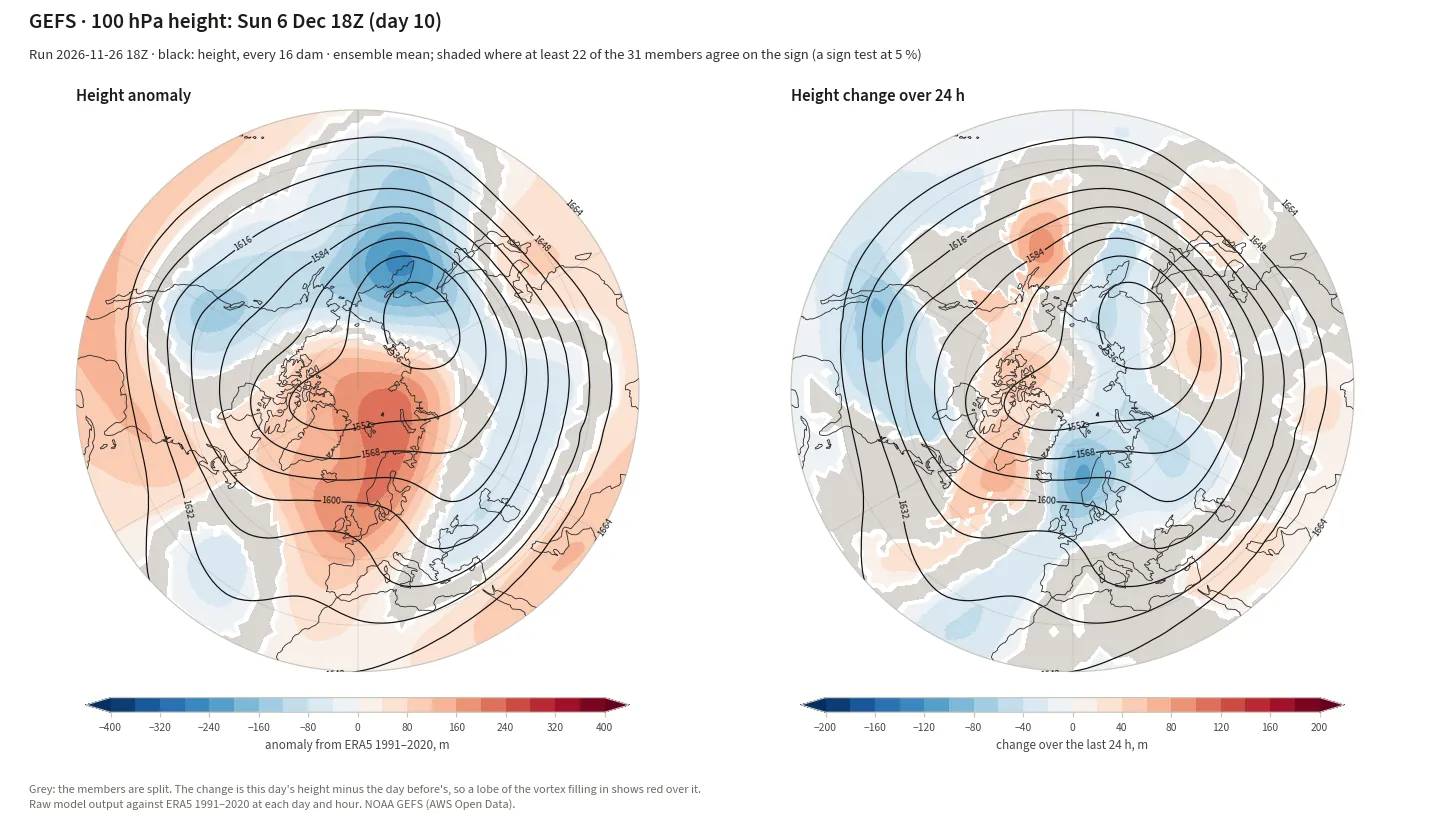 GEFS · 100 hPa height: Sun 6 Dec 18Z (day 10)
Run 2026-11-26 18Z · black: height, every 16 dam · ensemble mean; shaded where at least 22 of the 31 members agree on the sign (a sign test at 5 %)
Height anomaly
Height change over 24 h
1664
1648
1616
1584
1536
1552
1568
1600
1632
1664
1664
1648
1616
1584
1536
1552
1568
1600
1632
1664
−400 −320 −240 −160 −80 0 80 160 240 320 400
anomaly from ERA5 1991–2020, m
−200 −160 −120 −80 −40 0 40 80 120 160 200
change over the last 24 h, m
Grey: the members are split. The change is this day's height minus the day before's, so a lobe of the vortex filling in shows red over it.
Raw model output against ERA5 1991–2020 at each day and hour. NOAA GEFS (AWS Open Data).